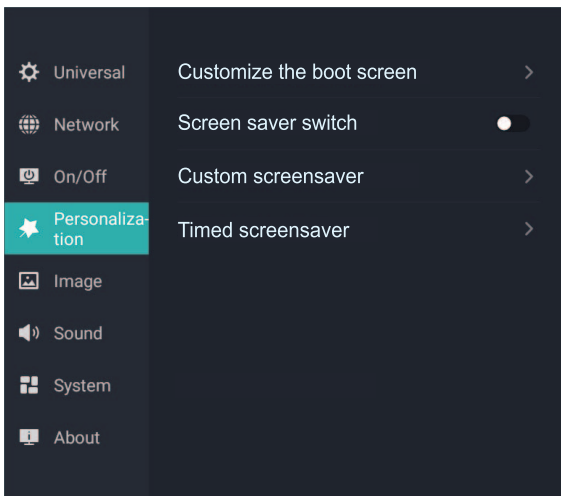 Universal
Network
On/Off
Personaliza-
tion
Image
Sound
System
About
Customize the boot screen
Screen saver switch
Custom screensaver
Timed screensaver